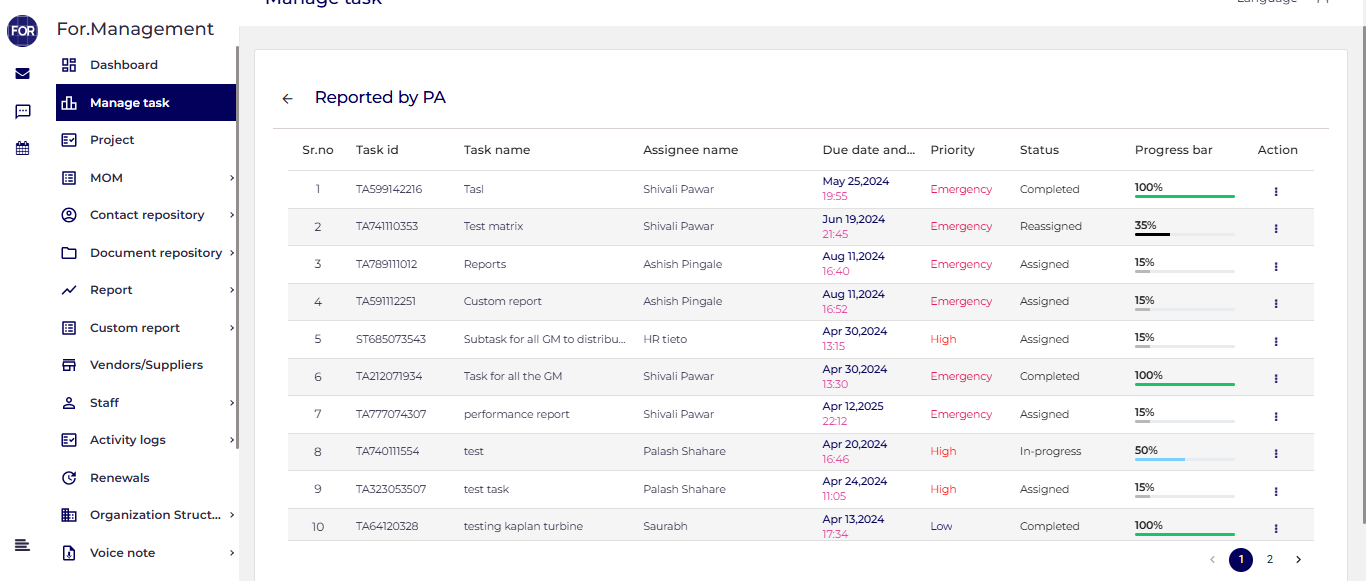 Manage task
Language
FOR
For.Management
Dashboard
Manage task
Project
MOM
Contact repository
Document repository
Report
Custom report
Vendors/Suppliers
Staff
Activity logs
Renewals
Organization Struct...
Voice note
Reported by PA
Sr.no Task id Task name Assignee name Due date and... Priority Status Progress bar Action
1 TA599142216 Tasl Shivali Pawar May 25,2024 Emergency Completed 100%
19:55
2 TA741110353 Test matrix Shivali Pawar Jun 19,2024 Emergency Reassigned 35%
21:45
3 TA789111012 Reports Ashish Pingale Aug 11,2024 Emergency Assigned 15%
16:40
4 TA591112251 Custom report Ashish Pingale Aug 11,2024 Emergency Assigned 15%
16:52
5 ST685073543 Subtask for all GM to distribu... HR tieto Apr 30,2024 High Assigned 15%
13:15
6 TA212071934 Task for all the GM Shivali Pawar Apr 30,2024 Emergency Completed 100%
13:30
7 TA777074307 performance report Shivali Pawar Apr 12,2025 Emergency Assigned 15%
22:12
8 TA740111554 test Palash Shahare Apr 20,2024 High In-progress 50%
16:46
9 TA323053507 test task Palash Shahare Apr 24,2024 High Assigned 15%
11:05
10 TA64120328 testing kaplan turbine Saurabh Apr 13,2024 Low Completed 100%
17:34
1 2